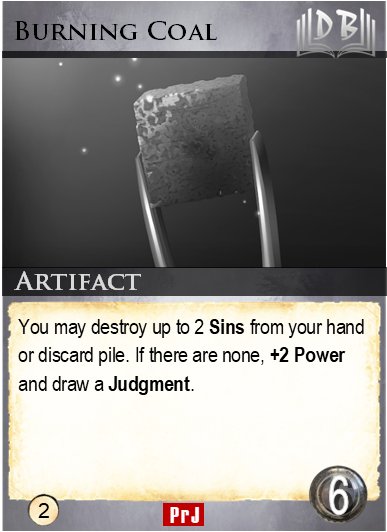 Burning Coal
DB
Artifact
You may destroy up to 2 Sins from your hand
or discard pile. If there are none, +2 Power
and draw a Judgment.
2
PrJ
6